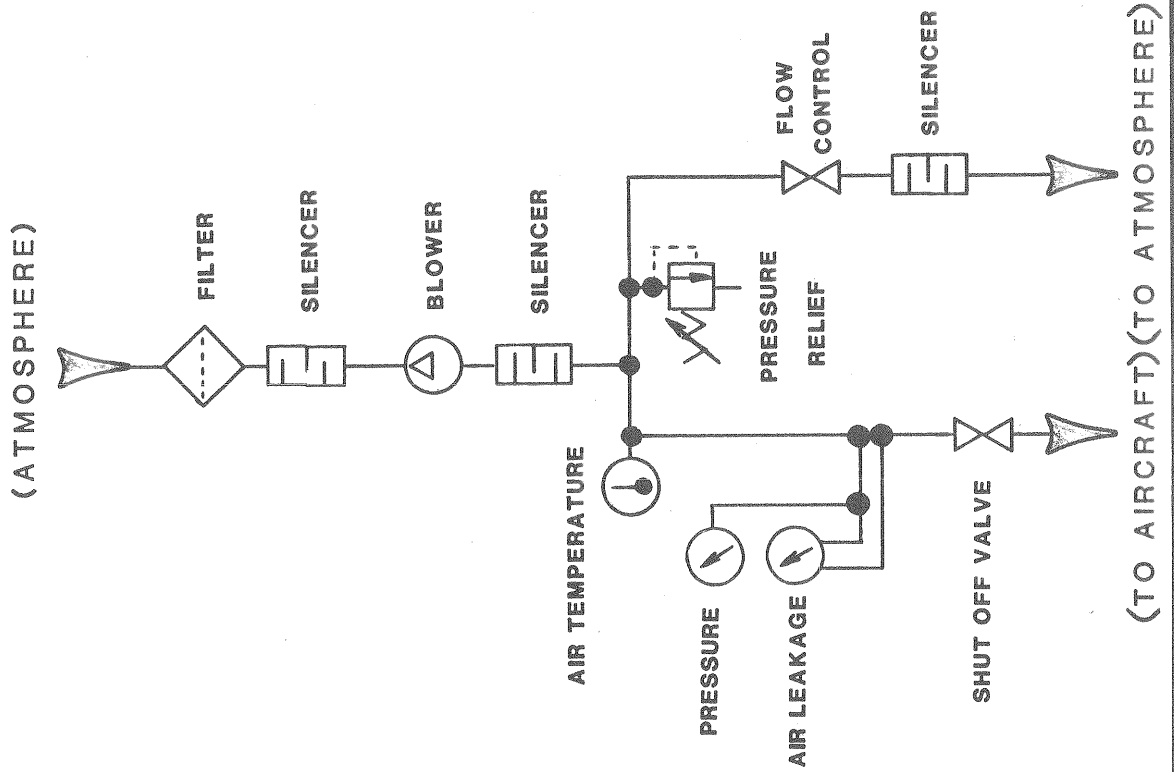 (ATMOSPHERE)
FILTER
SILENCER
BLOWER
SILENCER
AIR TEMPERATURE
PRESSURE
AIR LEAKAGE
SHUT OFF VALVE
PRESSURE
RELIEF
FLOW
CONTROL
SILENCER
(TO AIRCRAFT)(TO ATMOSPHERE)